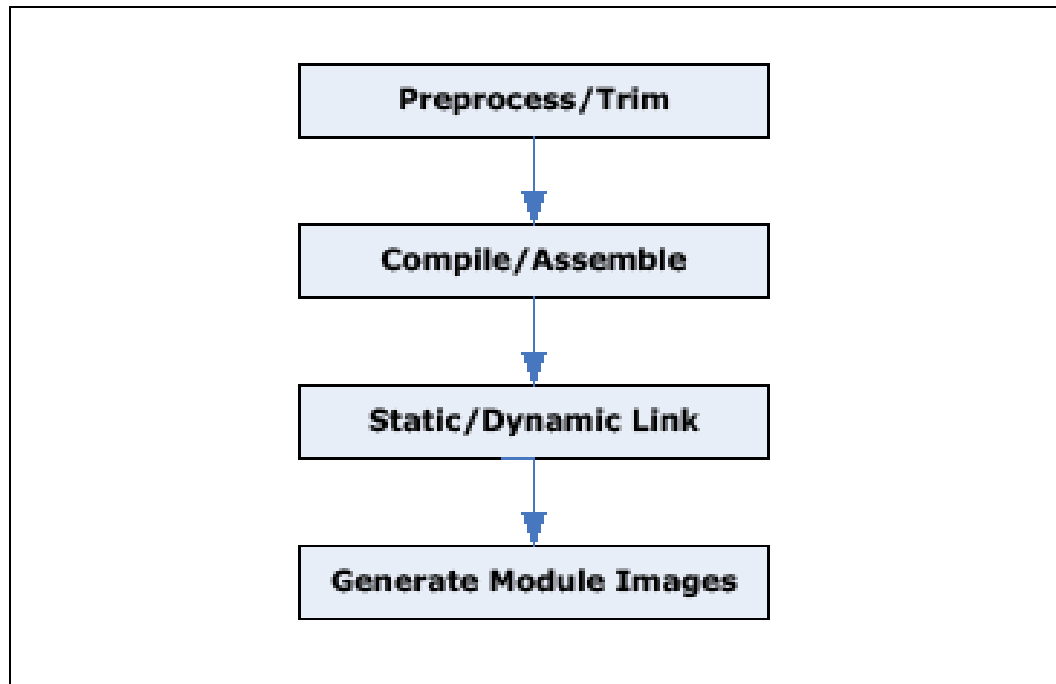 Preprocess/Trim
Compile/Assemble
Static/Dynamic Link
Generate Module Images